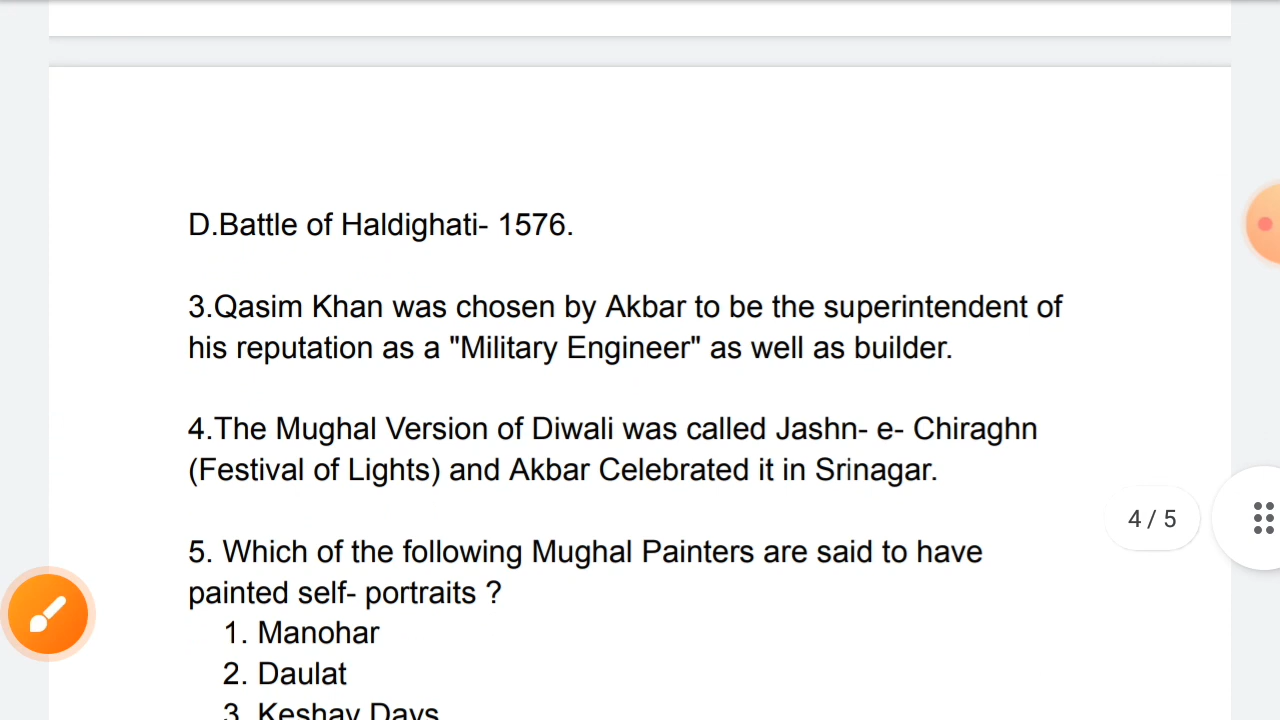 D.Battle of Haldighati- 1576.
3.Qasim Khan was chosen by Akbar to be the superintendent of
his reputation as a "Military Engineer" as well as builder.
4.The Mughal Version of Diwali was called Jashn- e- Chiraghn
(Festival of Lights) and Akbar Celebrated it in Srinagar.
4 / 5
5. Which of the following Mughal Painters are said to have
painted self- portraits ?
1. Manohar
2. Daulat
3. Keshav Days